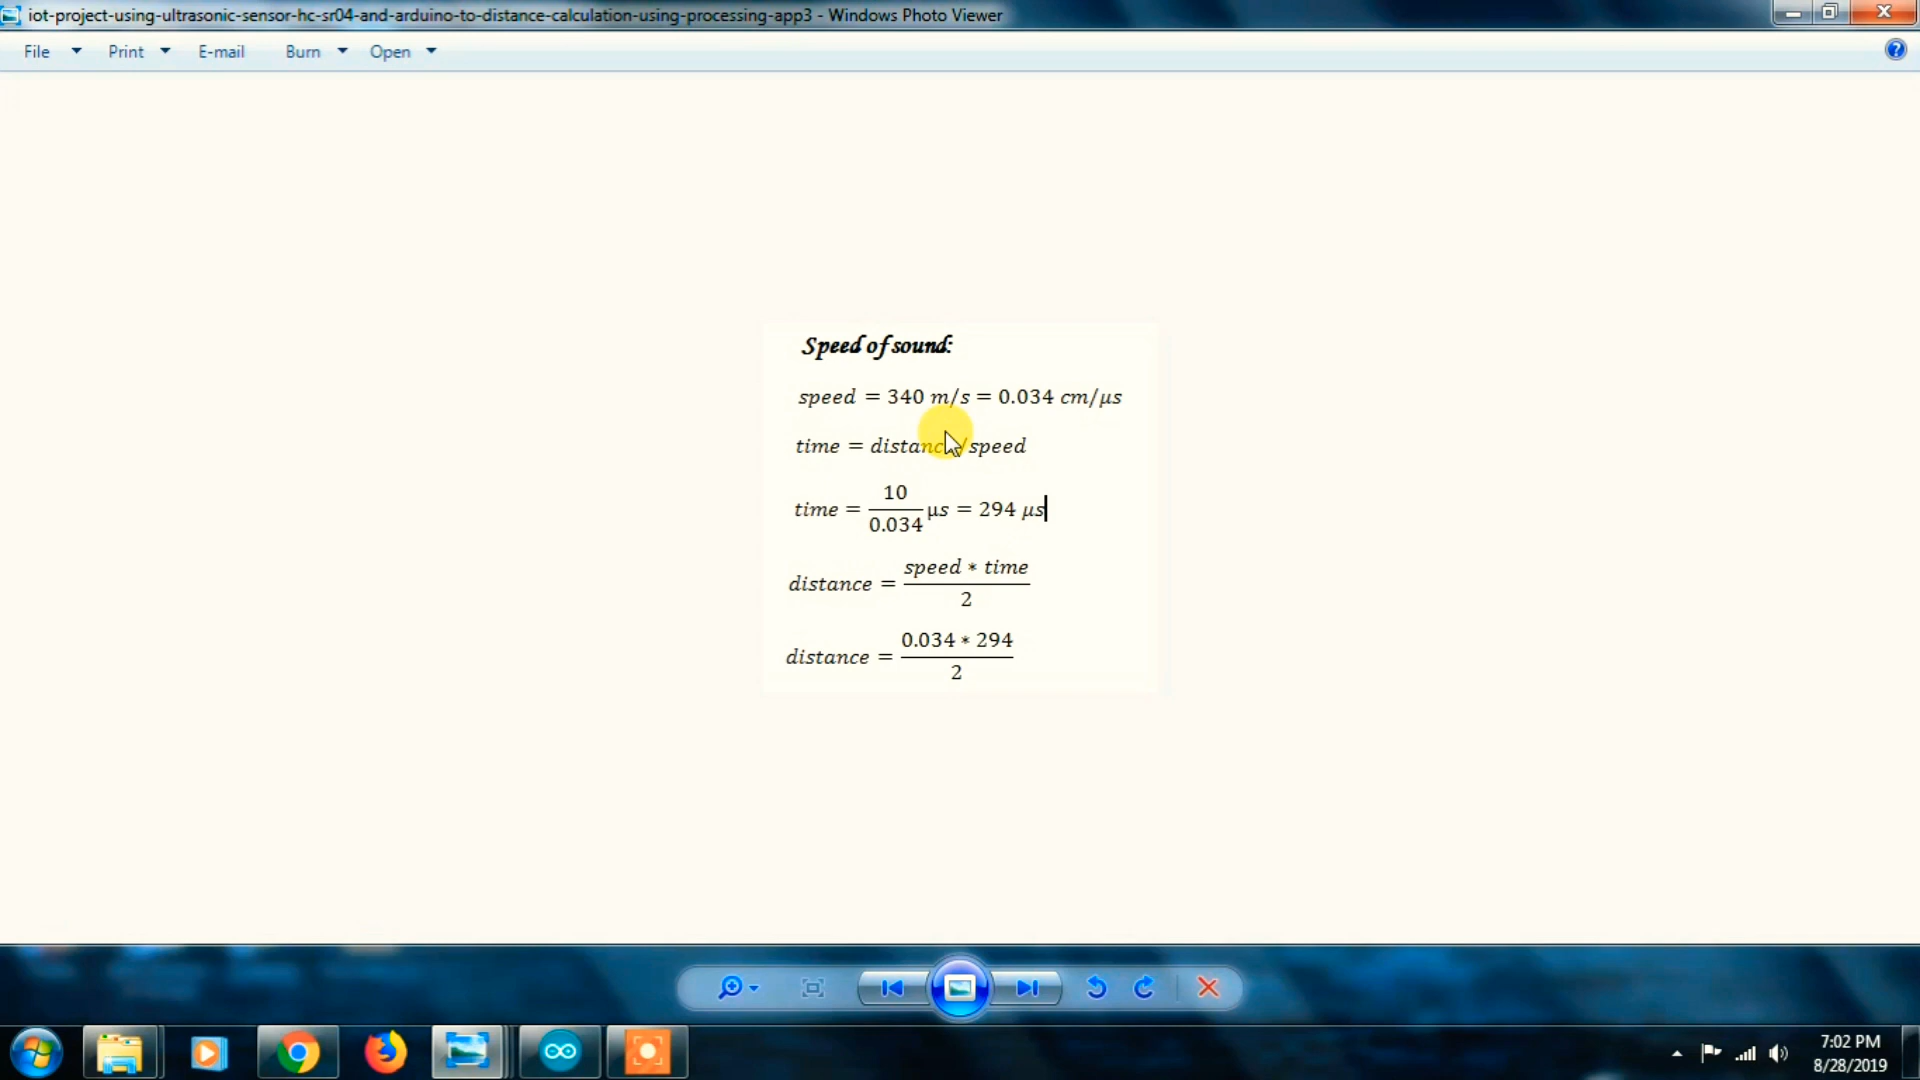 iot-project-using-ultrasonic-sensor-hc-sr04-and-arduino-to-distance-calculation-using-processing-app3 - Windows Photo Viewer
File Print E-mail Burn Open
Speed of sound:
speed = 340 m/s = 0.034 cm/μs
time = distance/speed
time = 10/0.034 μs = 294 μs
distance = speed * time / 2
distance = 0.034 * 294 / 2
7:02 PM
8/28/2019